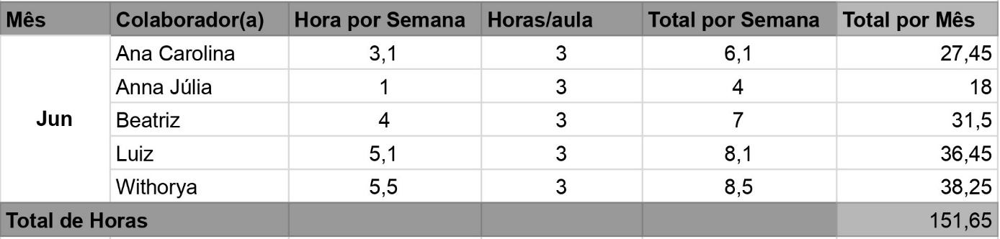 Mês Colaborador(a) Hora por Semana Horas/aula Total por Semana Total por Mês
Ana Carolina 3,1 3 6,1 27,45
Anna Júlia 1 3 4 18
Jun Beatriz 4 3 7 31,5
Luiz 5,1 3 8,1 36,45
Withorya 5,5 3 8,5 38,25
Total de Horas 151,65